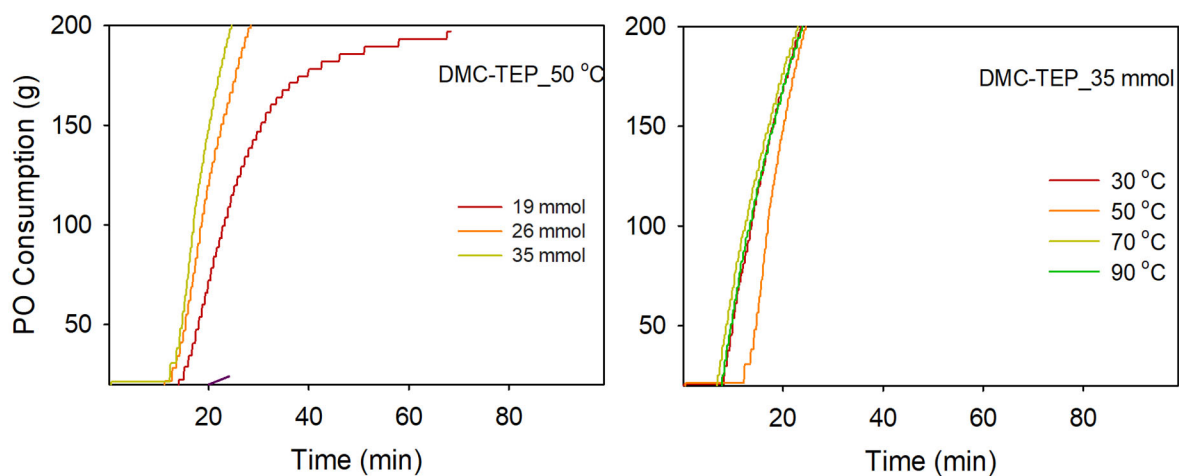 PO Consumption (g)
200
150
100
50
DMC-TEP_50 °C
19 mmol
26 mmol
35 mmol
20
40
60
80
Time (min)
200
150
100
50
DMC-TEP_35 mmol
30 °C
50 °C
70 °C
90 °C
20
40
60
80
Time (min)